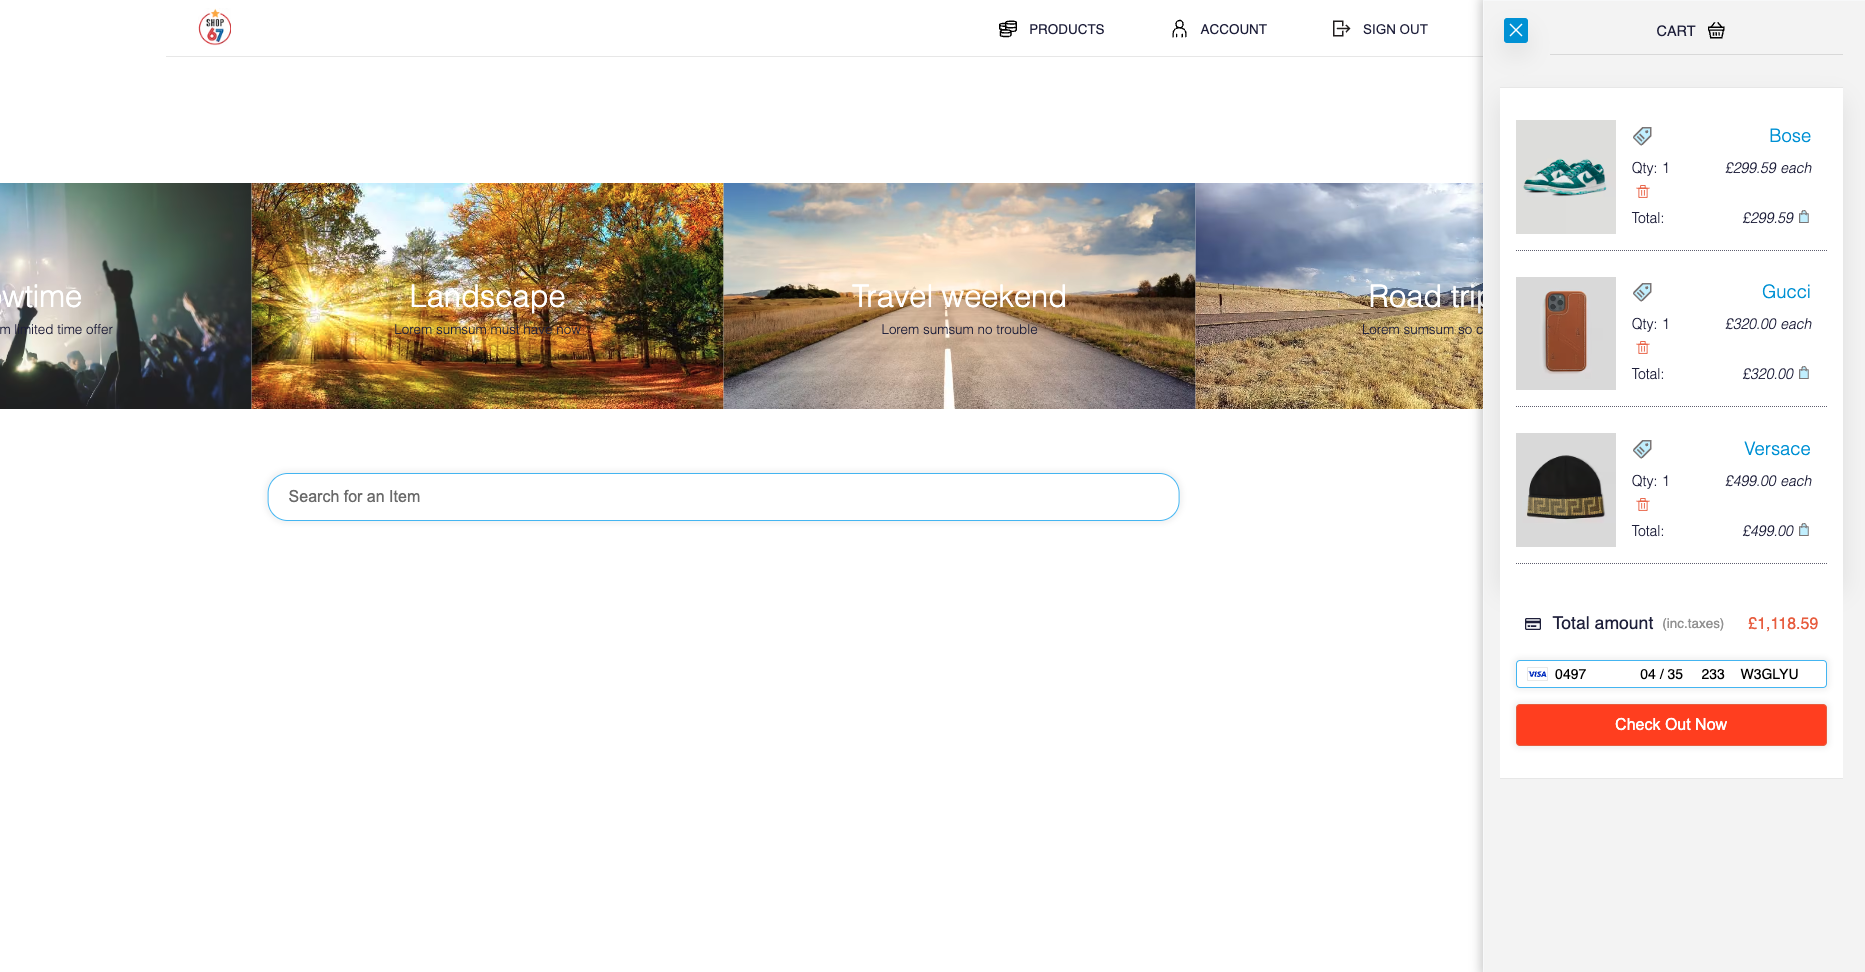 SHOP
67
PRODUCTS
ACCOUNT
SIGN OUT
CART
wtime
m limited time offer
Landscape
Lorem sumsum must have now
Travel weekend
Lorem sumsum no trouble
Road trip
Lorem sumsum so c
Search for an Item
Bose
Qty: 1 £299.59 each
Total: £299.59
Gucci
Qty: 1 £320.00 each
Total: £320.00
Versace
Qty: 1 £499.00 each
Total: £499.00
Total amount (inc.taxes) £1,118.59
VISA 0497 04 / 35 233 W3GLYU
Check Out Now